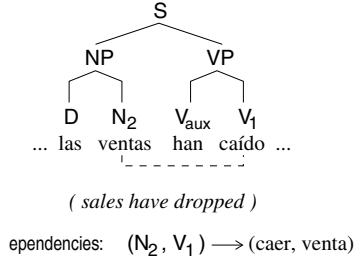 S
NP VP
D N2 Vaux V1
... las ventas han caído ...
( sales have dropped )
ependencies: (N2 , V1 ) → (caer, venta)